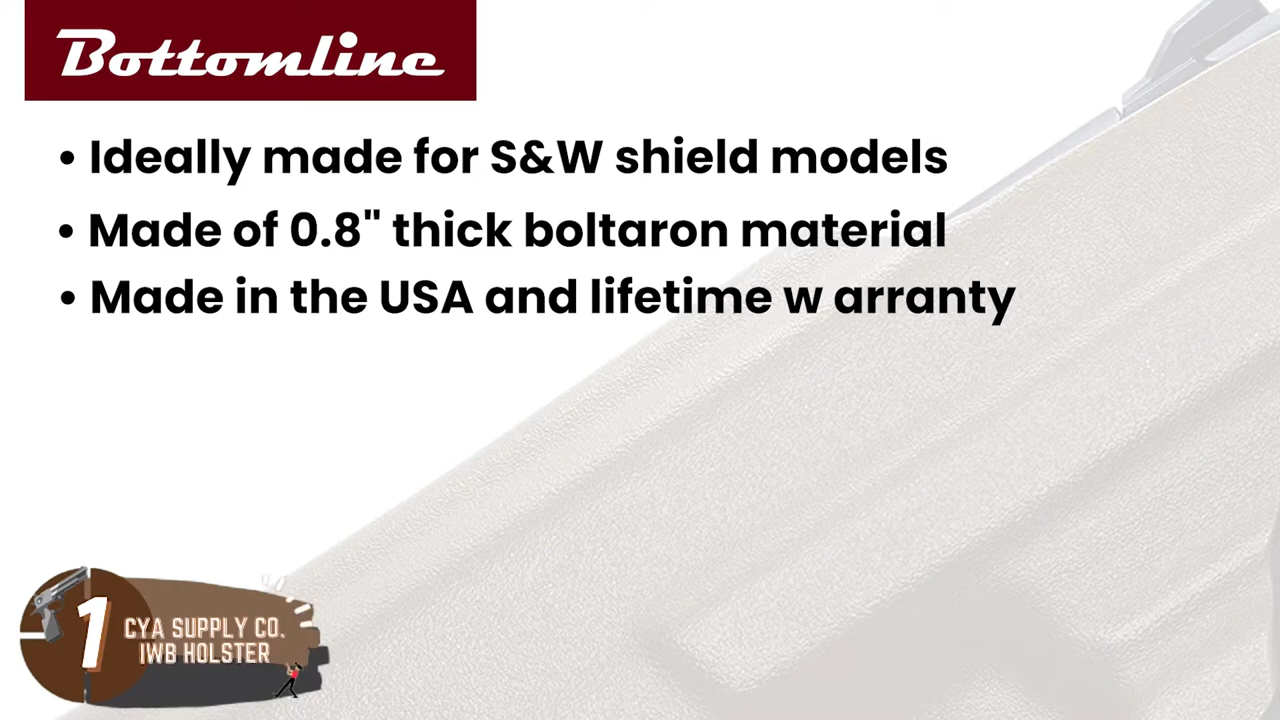 Bottomline
• Ideally made for S&W shield models
• Made of 0.8" thick boltaron material
• Made in the USA and lifetime w arranty
1
CYA SUPPLY CO.
IWB HOLSTER